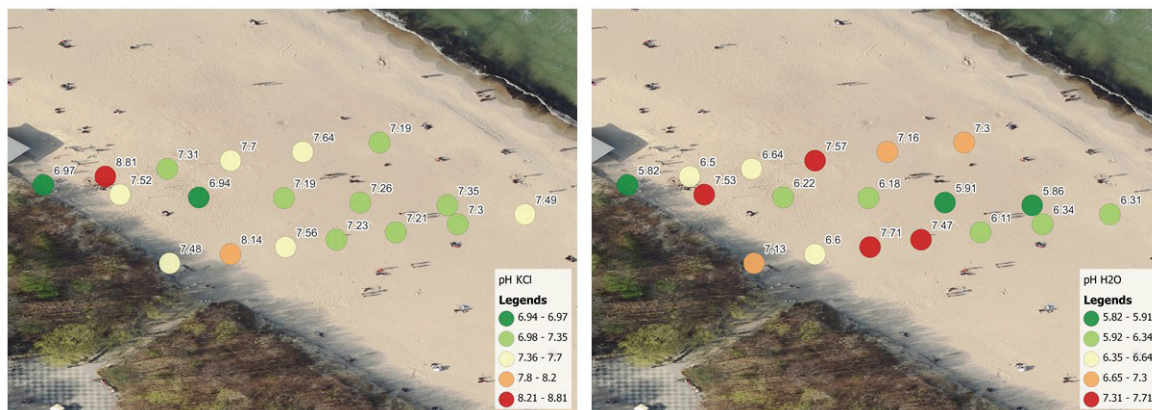 7.19
7.64
7.7
7.31
8.81
6.97
7.52
6.94
7.19
7.26
7.35
7.3
7.49
7.21
7.23
7.56
8.14
7.48
pH KCl
Legends
6.94 - 6.97
6.98 - 7.35
7.36 - 7.7
7.8 - 8.2
8.21 - 8.81
7.3
7.16
7.57
6.64
6.5
5.82
7.53
6.22
6.18
5.91
5.86
6.34
6.31
6.11
7.47
7.71
6.6
7.13
pH H2O
Legends
5.82 - 5.91
5.92 - 6.34
6.35 - 6.64
6.65 - 7.3
7.31 - 7.71